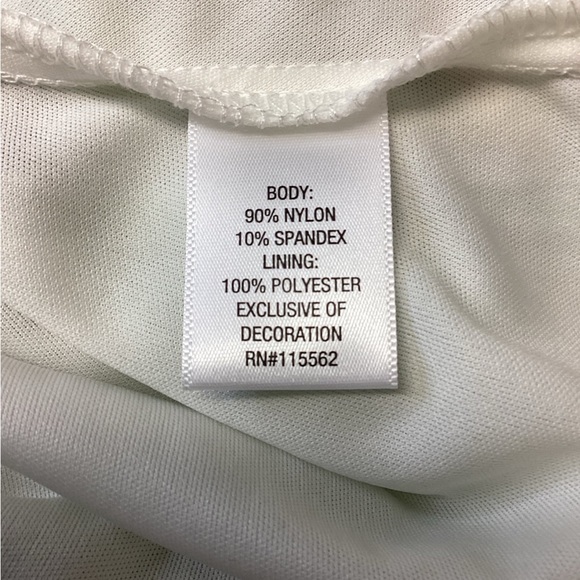 BODY:
90% NYLON
10% SPANDEX
LINING:
100% POLYESTER
EXCLUSIVE OF
DECORATION
RN#115562